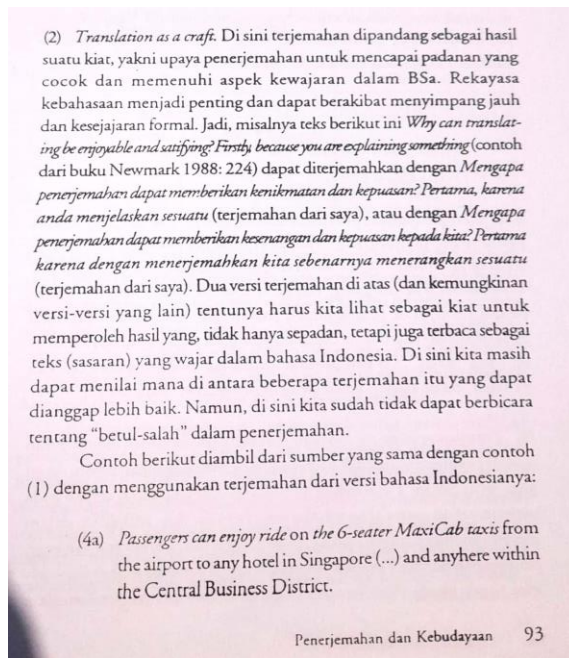 (2) Translation as a craft. Di sini terjemahan dipandang sebagai hasil
suatu kiat, yakni upaya penerjemahan untuk mencapai padanan yang
cocok dan memenuhi aspek kewajaran dalam BSa. Rekayasa
kebahasaan menjadi penting dan dapat berakibat menyimpang jauh
dan kesejajaran formal. Jadi, misalnya teks berikut ini Why can translat-
ing be enjoyable and satifying? Firstly, because you are explaining something (contoh
dari buku Newmark 1988: 224) dapat diterjemahkan dengan Mengapa
penerjemahan dapat memberikan kenikmatan dan kepuasan? Pertama, karena
anda menjelaskan sesuatu (terjemahan dari saya), atau dengan Mengapa
penerjemahan dapat memberikan kesenangan dan kepuasan kepada kita? Pertama
karena dengan menerjemahkan kita sebenarnya menerangkan sesuatu
(terjemahan dari saya). Dua versi terjemahan di atas (dan kemungkinan
versi-versi yang lain) tentunya harus kita lihat sebagai kiat untuk
memperoleh hasil yang, tidak hanya sepadan, tetapi juga terbaca sebagai
teks (sasaran) yang wajar dalam bahasa Indonesia. Di sini kita masih
dapat menilai mana di antara beberapa terjemahan itu yang dapat
dianggap lebih baik. Namun, di sini kita sudah tidak dapat berbicara
tentang “betul-salah” dalam penerjemahan.
Contoh berikut diambil dari sumber yang sama dengan contoh
(1) dengan menggunakan terjemahan dari versi bahasa Indonesianya:
(4a) Passengers can enjoy ride on the 6-seater MaxiCab taxis from
the airport to any hotel in Singapore (...) and anyhere within
the Central Business District.
Penerjemahan dan Kebudayaan 93